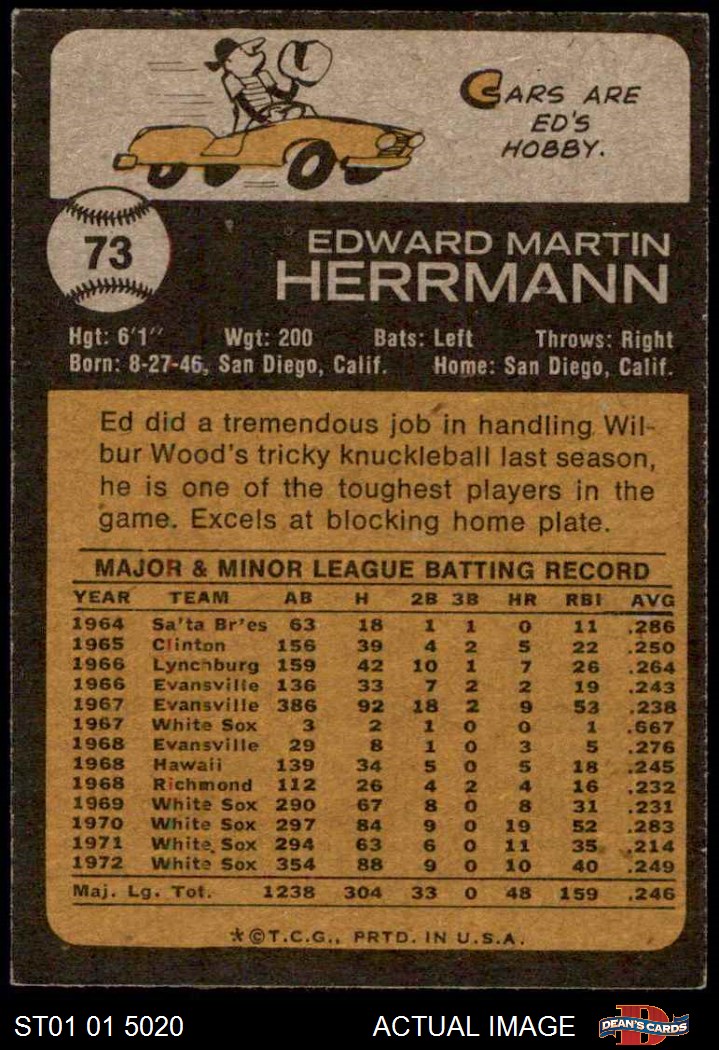 CARS ARE
ED'S
HOBBY.
73
EDWARD MARTIN
HERRMANN
Hgt: 6'1" Wgt: 200 Bats: Left Throws: Right
Born: 8-27-46, San Diego, Calif. Home: San Diego, Calif.
Ed did a tremendous job in handling Wil-
bur Wood's tricky knuckleball last season,
he is one of the toughest players in the
game. Excels at blocking home plate.
MAJOR & MINOR LEAGUE BATTING RECORD
YEAR TEAM AB H 2B 3B HR RBI AVG
1964 Sa'ta Br'es 63 18 1 1 0 11 .286
1965 Clinton 156 39 4 2 5 22 .250
1966 Lynchburg 159 42 10 1 7 26 .264
1966 Evansville 136 33 7 2 2 19 .243
1967 Evansville 386 92 18 2 9 53 .238
1967 White Sox 3 2 1 0 0 1 .667
1968 Evansville 29 8 1 0 3 5 .276
1968 Hawaii 139 34 5 0 5 18 .245
1968 Richmond 112 26 4 2 4 16 .232
1969 White Sox 290 67 8 0 8 31 .231
1970 White Sox 297 84 9 0 19 52 .283
1971 White Sox 294 63 6 0 11 35 .214
1972 White Sox 354 88 9 0 10 40 .249
Maj. Lg. Tot. 1238 304 33 0 48 159 .246
*©T.C.G., PRTD. IN U.S.A.
ST01 01 5020 ACTUAL IMAGE DEAN'S CARDS